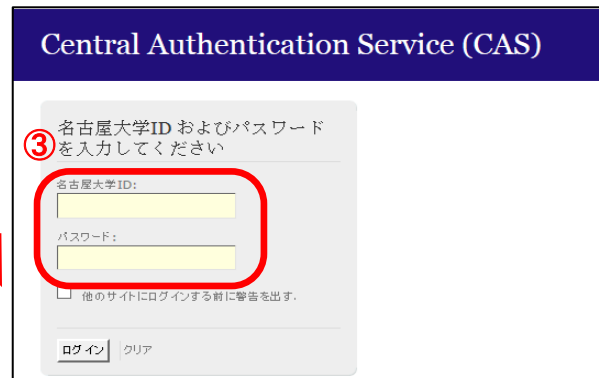 Central Authentication Service (CAS)
名古屋大学ID およびパスワード
③を入力してください
名古屋大学ID:
パスワード:
他のサイトにログインする前に警告を出す.
ログイン クリア